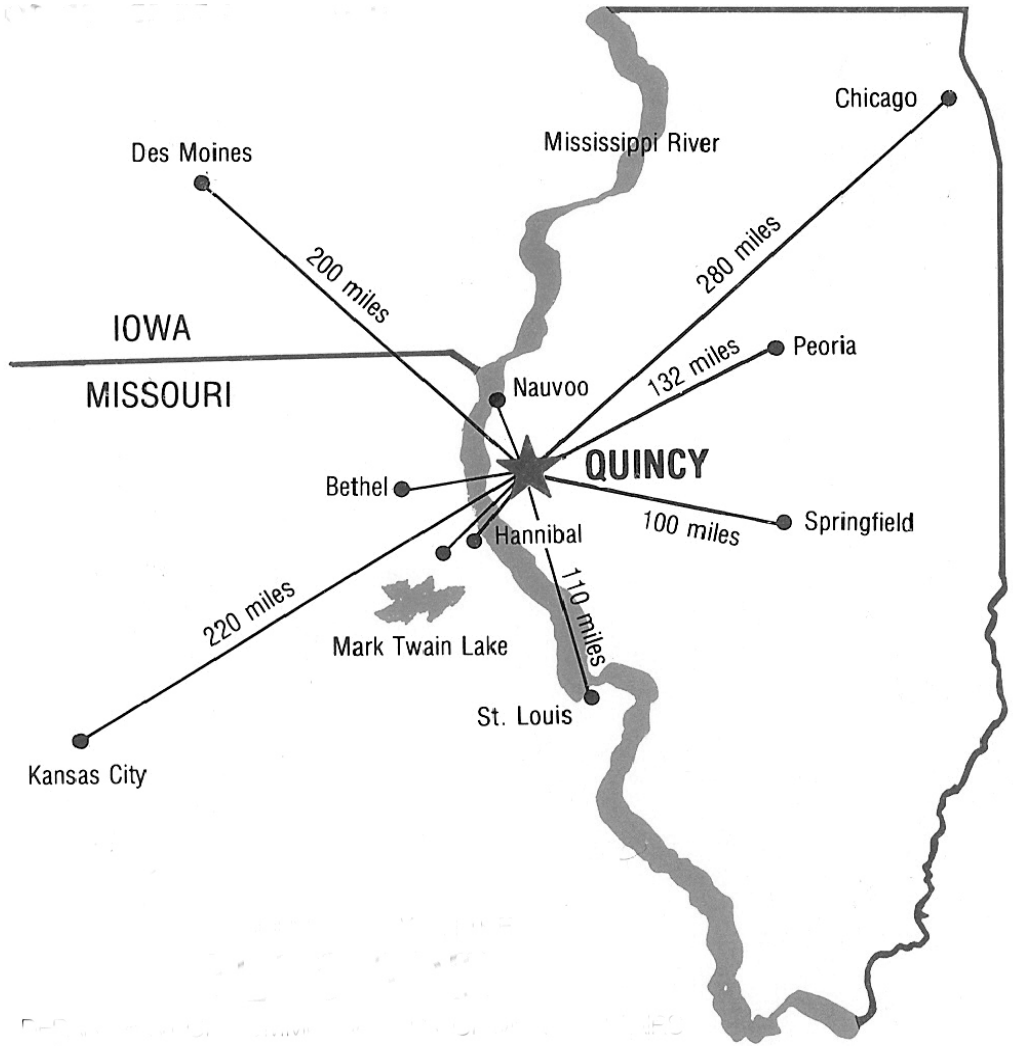 Chicago
Mississippi River
Des Moines
200 miles
280 miles
IOWA
MISSOURI
132 miles
Peoria
Nauvoo
QUINCY
Bethel
100 miles
Springfield
Hannibal
110 miles
220 miles
Mark Twain Lake
St. Louis
Kansas City